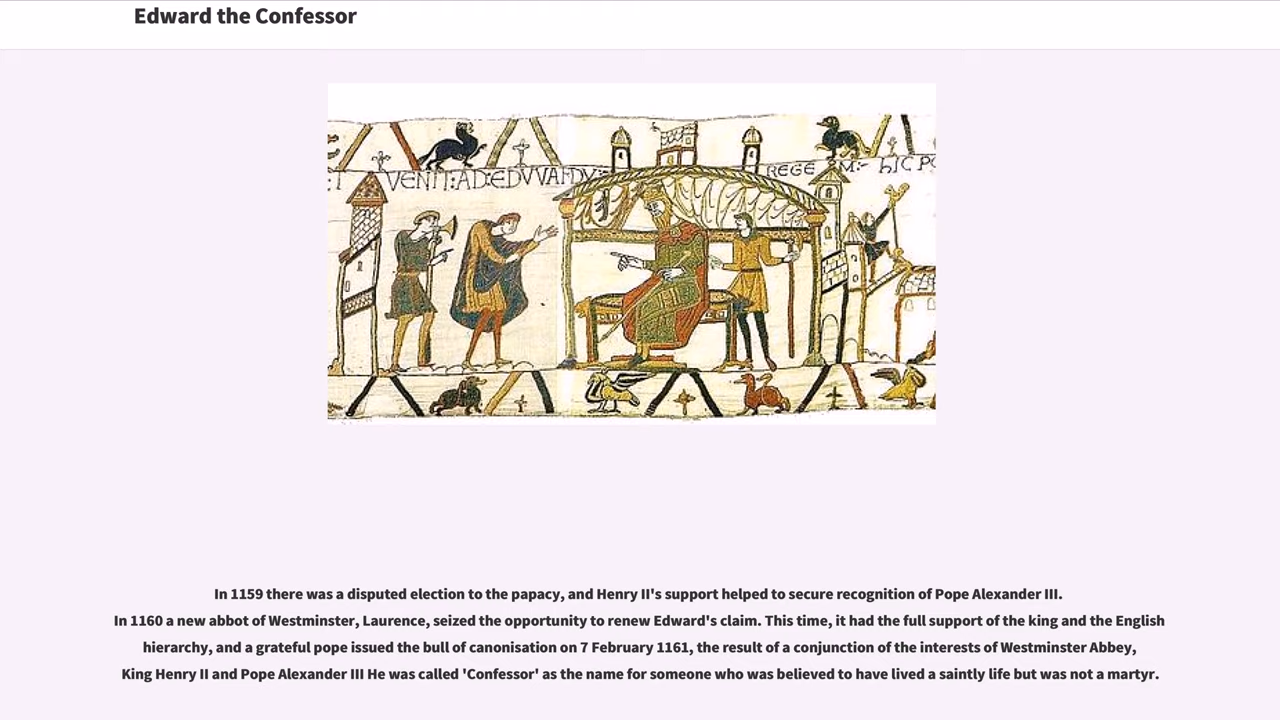 Edward the Confessor
VENIT:AD:EDVVARDV: REGE M:- hIC
In 1159 there was a disputed election to the papacy, and Henry II's support helped to secure recognition of Pope Alexander III.
In 1160 a new abbot of Westminster, Laurence, seized the opportunity to renew Edward's claim. This time, it had the full support of the king and the English
hierarchy, and a grateful pope issued the bull of canonisation on 7 February 1161, the result of a conjunction of the interests of Westminster Abbey,
King Henry II and Pope Alexander III He was called 'Confessor' as the name for someone who was believed to have lived a saintly life but was not a martyr.